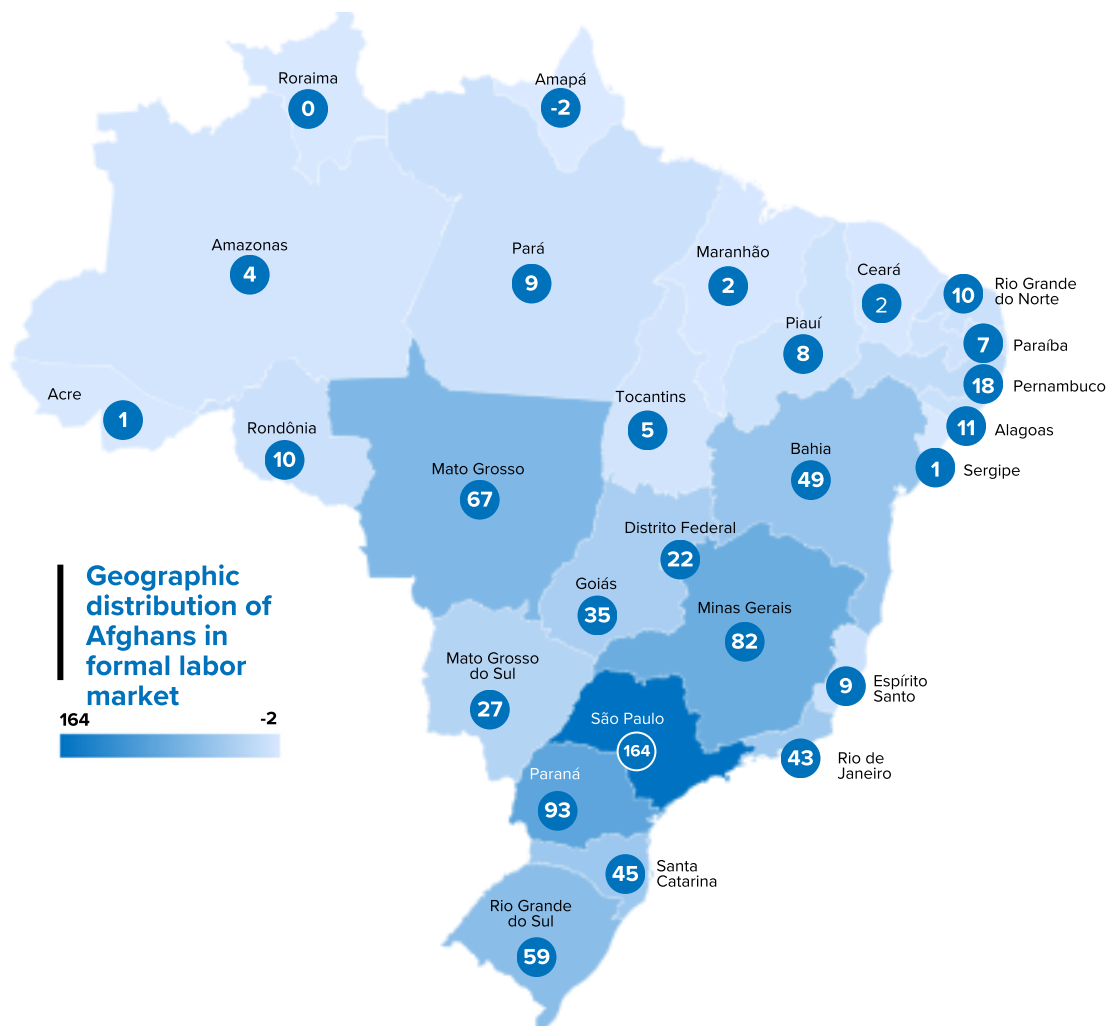 Roraima
0
Amapá
-2
Amazonas
4
Pará
9
Maranhão
2
Ceará
2
Rio Grande
do Norte
10
Piauí
8
7
Paraíba
18
Pernambuco
Acre
1
Rondônia
10
Tocantins
5
11
Alagoas
Bahia
49
1
Sergipe
Mato Grosso
67
Distrito Federal
22
Goiás
35
Minas Gerais
82
Geographic
distribution of
Afghans in
formal labor
market
164
-2
Mato Grosso
do Sul
27
9
Espírito
Santo
São Paulo
164
43
Rio de
Janeiro
Paraná
93
45
Santa
Catarina
Rio Grande
do Sul
59